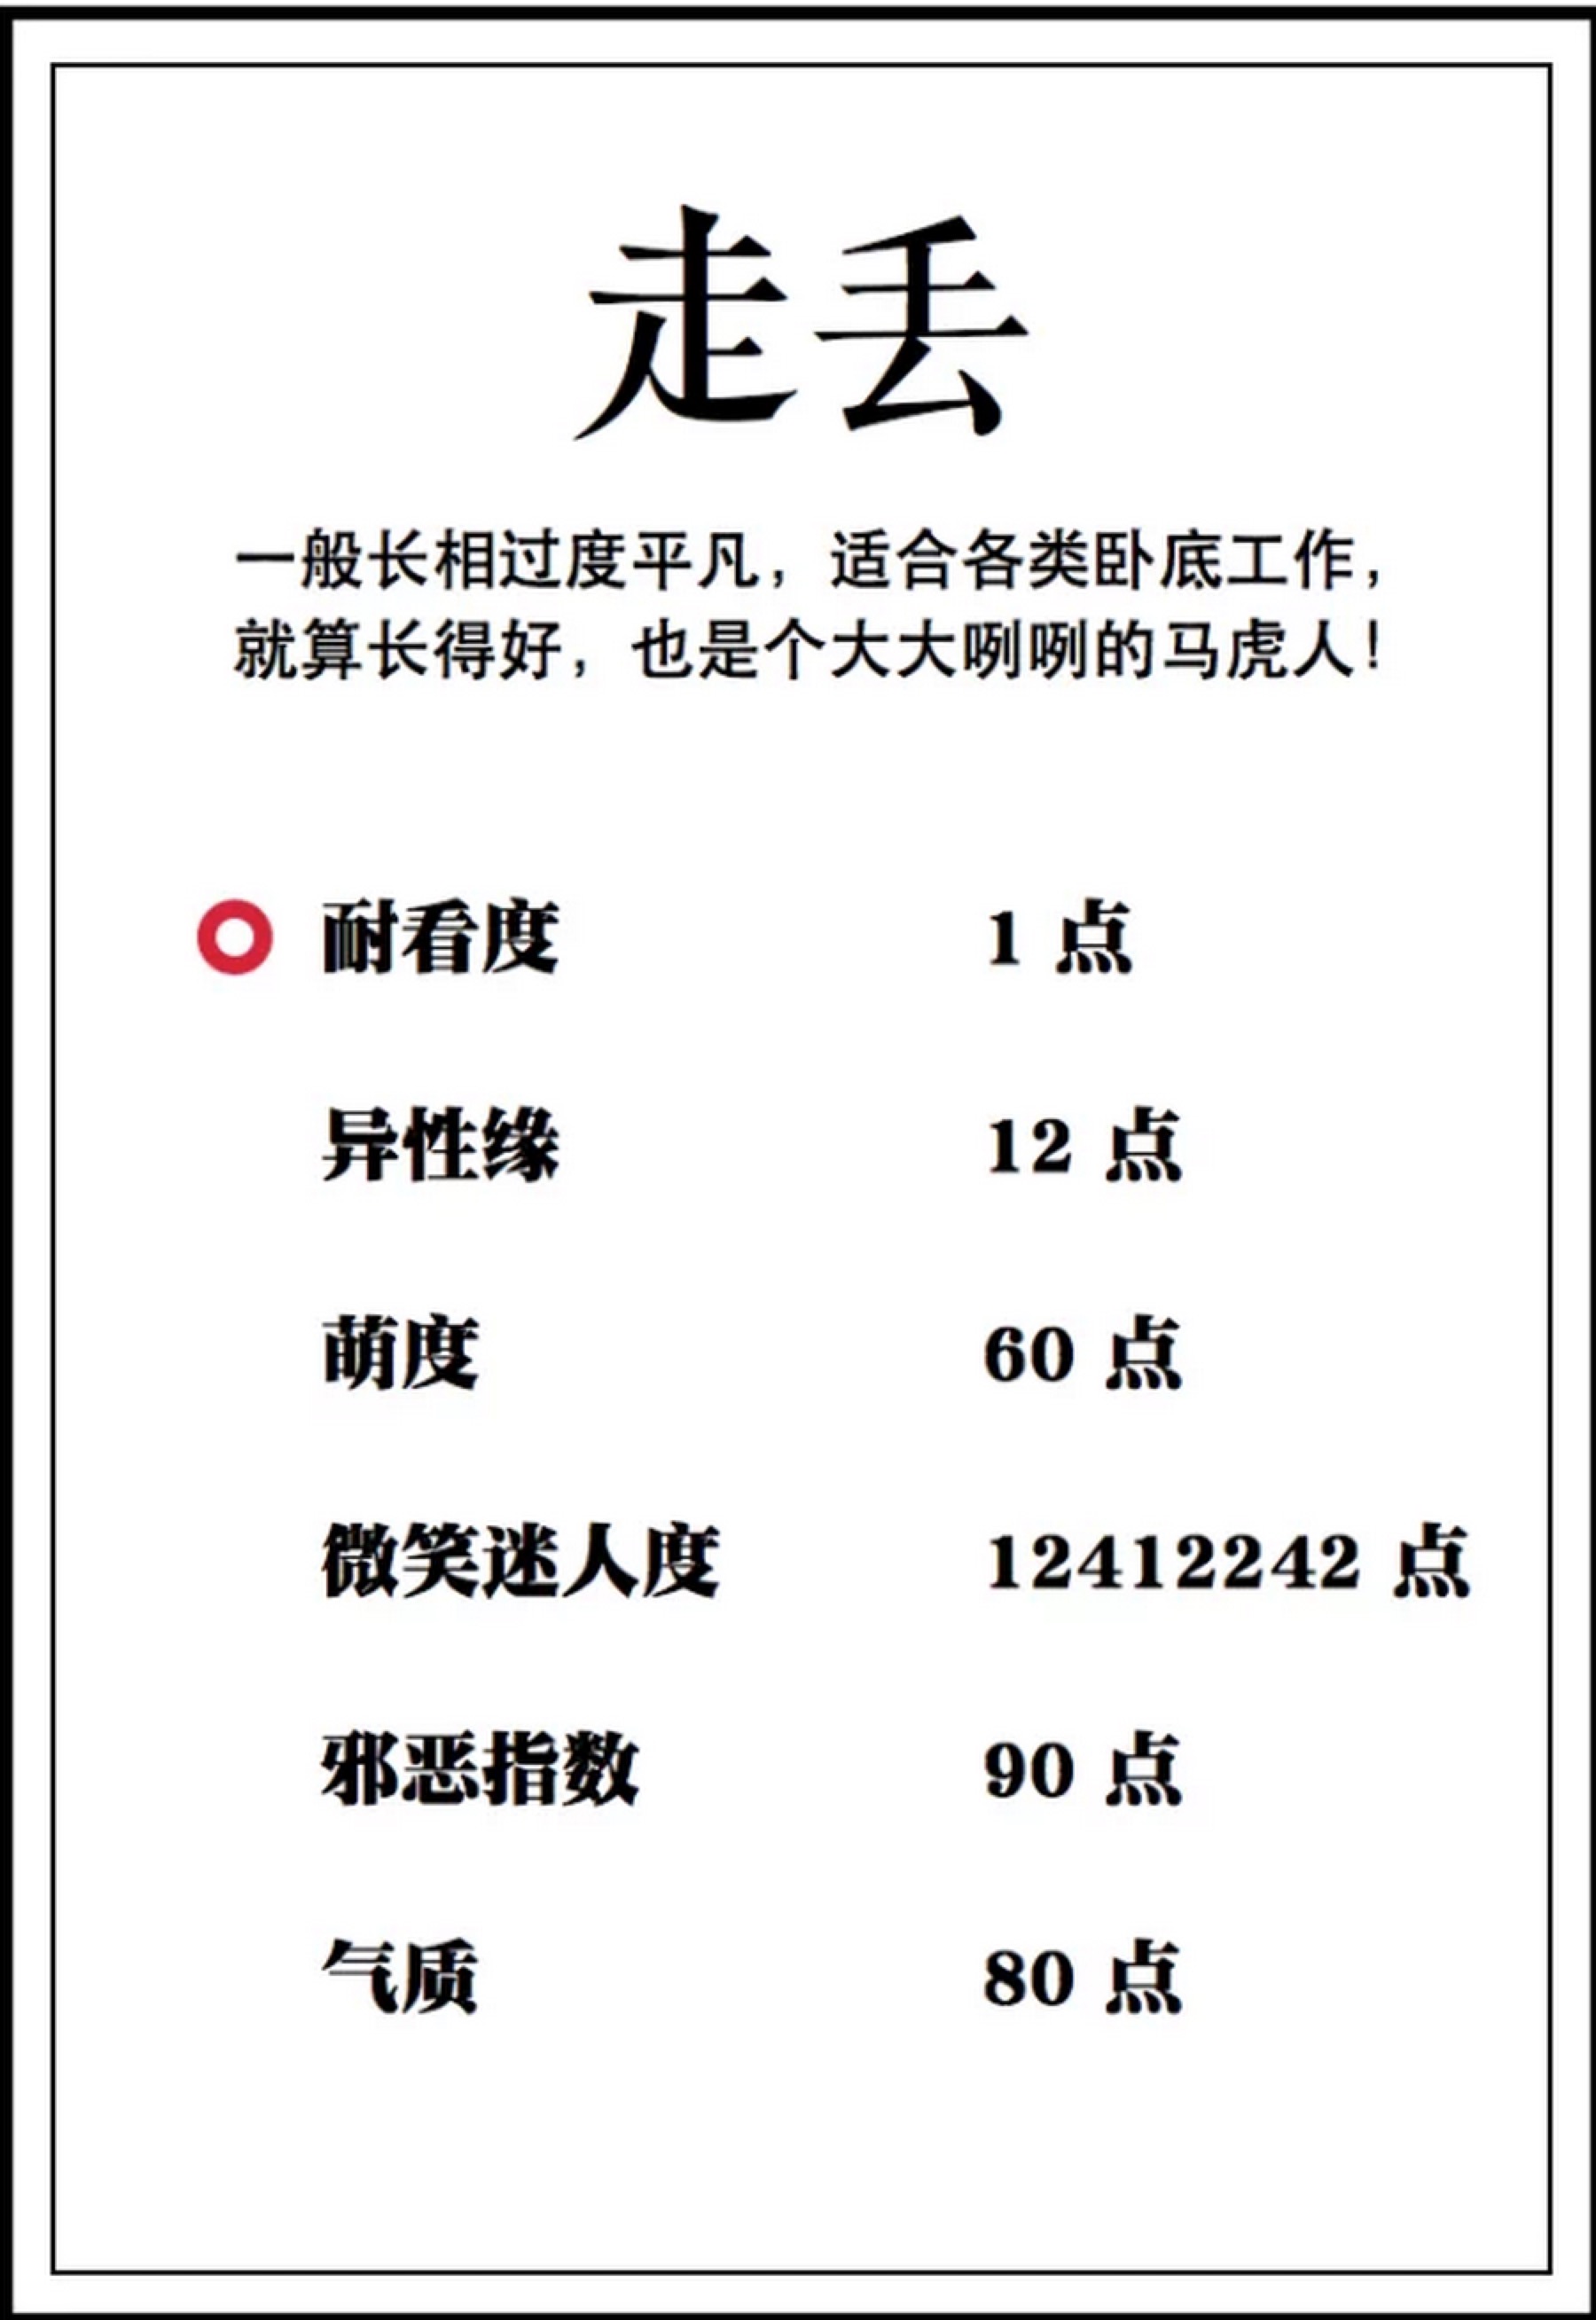 走丢
一般长相过度平凡，适合各类卧底工作，
就算长得好，也是个大大咧咧的马虎人！
耐看度 1 点
异性缘 12 点
萌度 60 点
微笑迷人度 12412242 点
邪恶指数 90 点
气质 80 点